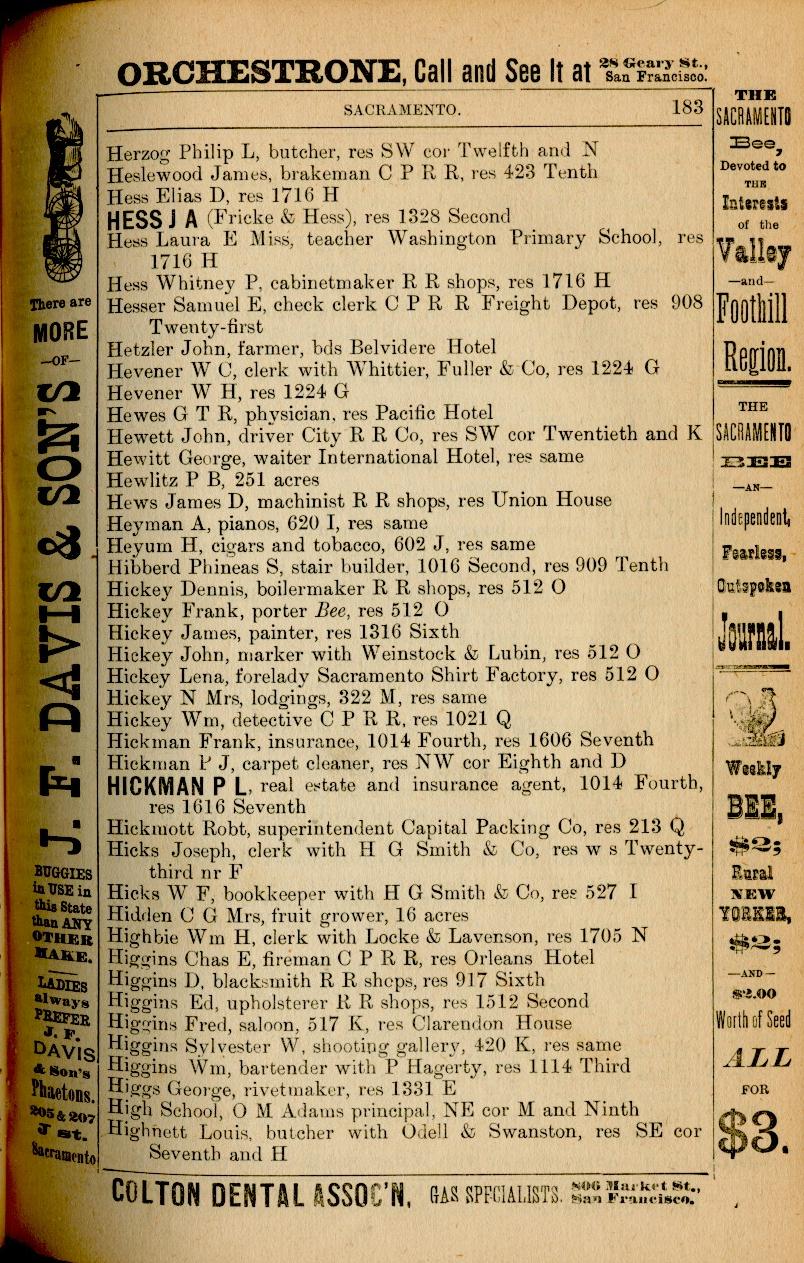 ORCHESTRONE, Call and See It at 28 Geary St., San Francisco.
SACRAMENTO. 183
Herzog Philip L, butcher, res SW cor Twelfth and N
Heslewood James, brakeman C P R R, res 423 Tenth
Hess Elias D, res 1716 H
HESS J A (Fricke & Hess), res 1328 Second
Hess Laura E Miss, teacher Washington Primary School, res
1716 H
Hess Whitney P, cabinetmaker R R shops, res 1716 H
Hesser Samuel E, check clerk C P R R Freight Depot, res 908
Twenty-first
Hetzler John, farmer, bds Belvidere Hotel
Hevener W C, clerk with Whittier, Fuller & Co, res 1224 G
Hevener W H, res 1224 G
Hewes G T R, physician, res Pacific Hotel
Hewett John, driver City R R Co, res SW cor Twentieth and K
Hewitt George, waiter International Hotel, res same
Hewlitz P B, 251 acres
Hews James D, machinist R R shops, res Union House
Heyman A, pianos, 620 I, res same
Heyum H, cigars and tobacco, 602 J, res same
Hibberd Phineas S, stair builder, 1016 Second, res 909 Tenth
Hickey Dennis, boilermaker R R shops, res 512 O
Hickey Frank, porter Bee, res 512 O
Hickey James, painter, res 1316 Sixth
Hickey John, marker with Weinstock & Lubin, res 512 O
Hickey Lena, forelady Sacramento Shirt Factory, res 512 O
Hickey N Mrs, lodgings, 322 M, res same
Hickey Wm, detective C P R R, res 1021 Q
Hickman Frank, insurance, 1014 Fourth, res 1606 Seventh
Hickman P J, carpet cleaner, res NW cor Eighth and D
HICKMAN P L, real estate and insurance agent, 1014 Fourth,
res 1616 Seventh
Hickmott Robt, superintendent Capital Packing Co, res 213 Q
Hicks Joseph, clerk with H G Smith & Co, res w s Twenty-
third nr F
Hicks W F, bookkeeper with H G Smith & Co, res 527 I
Hidden C G Mrs, fruit grower, 16 acres
Highbie Wm H, clerk with Locke & Lavenson, res 1705 N
Higgins Chas E, fireman C P R R, res Orleans Hotel
Higgins D, blacksmith R R shops, res 917 Sixth
Higgins Ed, upholsterer R R shops, res 1512 Second
Higgins Fred, saloon, 517 K, res Clarendon House
Higgins Sylvester W, shooting gallery, 420 K, res same
Higgins Wm, bartender with P Hagerty, res 1114 Third
Higgs George, rivetmaker, res 1331 E
High School, O M Adams principal, NE cor M and Ninth
Highnett Louis, butcher with Odell & Swanston, res SE cor
Seventh and H
COLTON DENTAL ASSOC'N, GAS SPECIALISTS. 806 Market St., San Francisco.
There are
MORE
—OF—
J. F. DAVIS & SON'S
BUGGIES
in USE in
this State
than ANY
OTHER
MAKE.
LADIES
always
PREFER
J. F.
DAVIS
& Son's
Phaetons.
205 & 207
J St.
Sacramento
THE
SACRAMENTO
Bee,
Devoted to
THE
Interests
of the
Valley
—and—
Foothill
Region.
THE
SACRAMENTO
BEE
—AN—
Independent,
Fearless,
Outspoken
Journal.
Weekly
BEE,
$2;
Rural
NEW
YORKER,
$2;
—AND—
$2.00
Worth of Seed
ALL
FOR
$3.